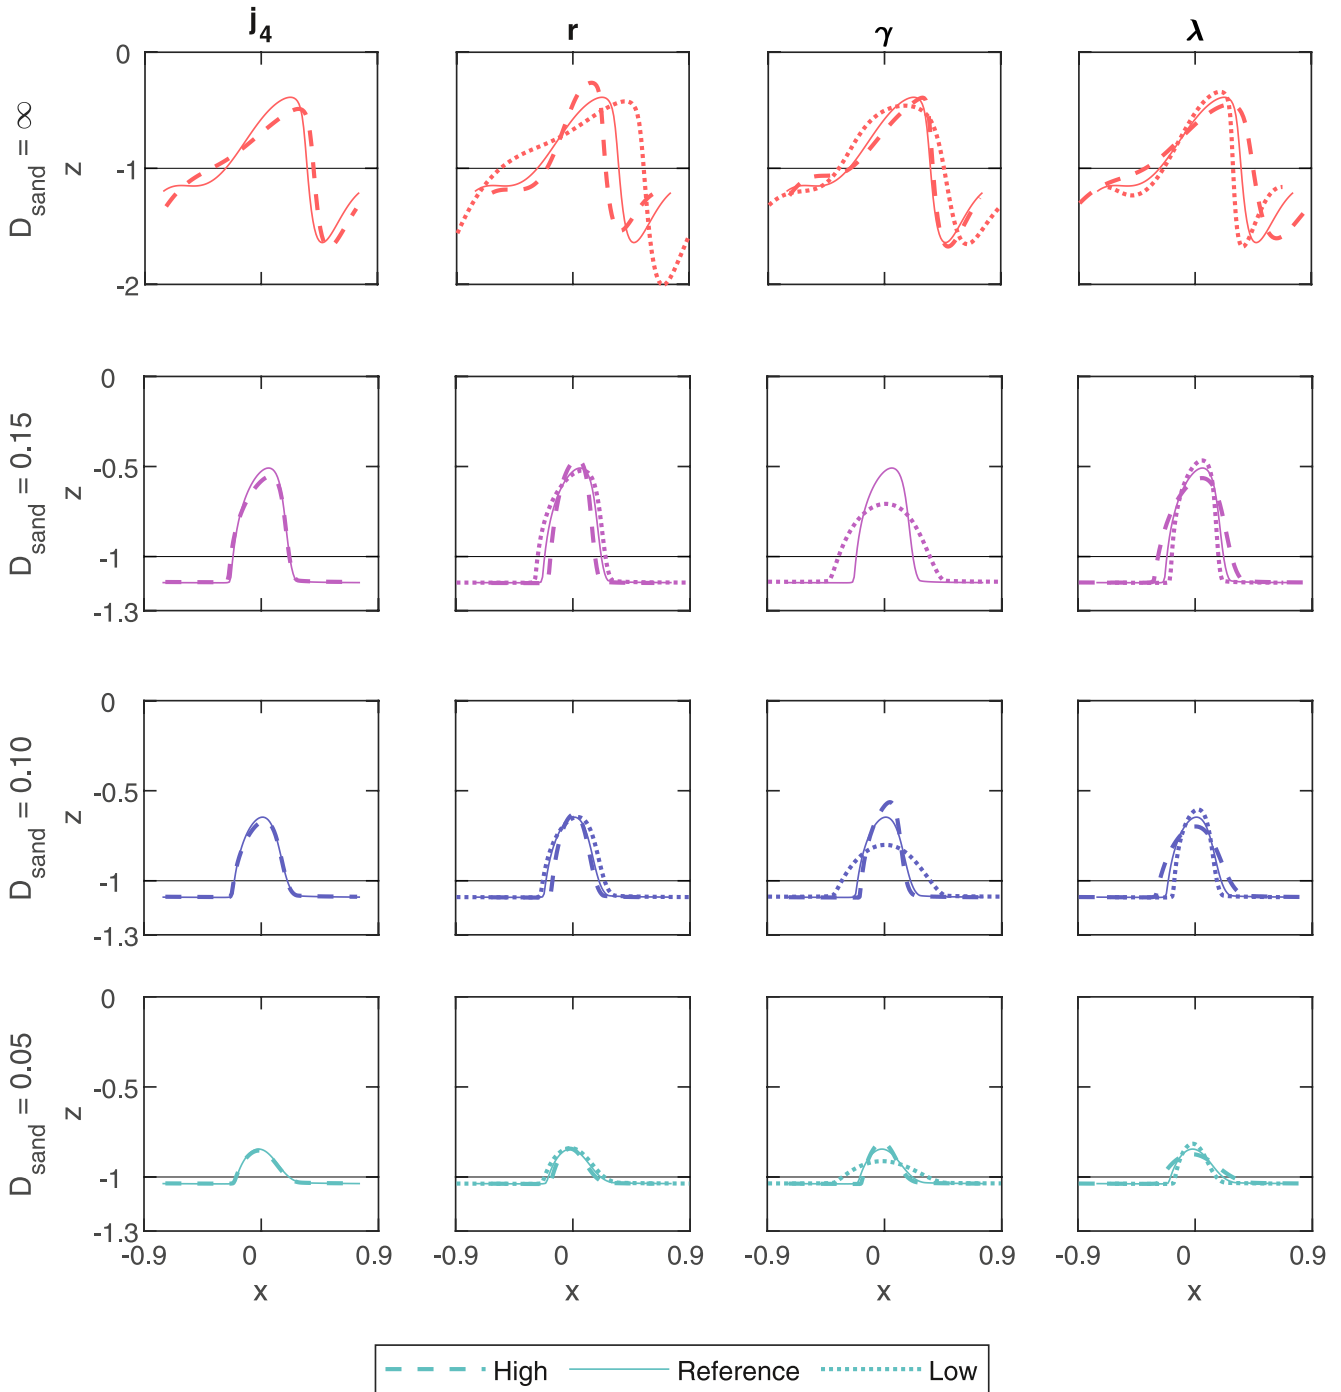 j4 r γ λ
D_sand = ∞
z
0
-1
-2
D_sand = 0.15
z
0
-0.5
-1
-1.3
D_sand = 0.10
z
0
-0.5
-1
-1.3
D_sand = 0.05
z
0
-0.5
-1
-1.3
-0.9 0 0.9 -0.9 0 0.9 -0.9 0 0.9 -0.9 0 0.9
x x x x
High Reference Low